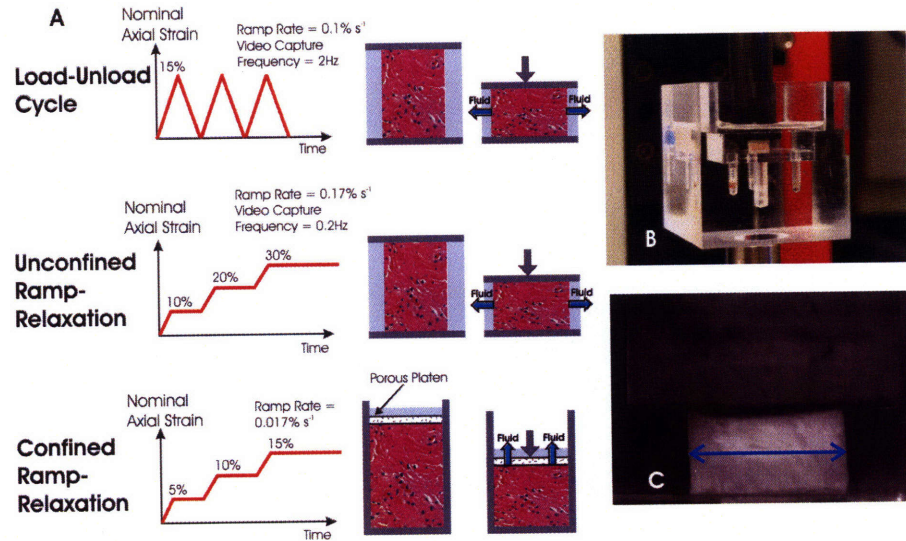 A
Nominal
Axial Strain
Ramp Rate = 0.1% s⁻¹
Video Capture
Frequency = 2Hz
Load-Unload
Cycle
15%
Fluid
Fluid
Time
Nominal
Axial Strain
Ramp Rate = 0.17% s⁻¹
Video Capture
Frequency = 0.2Hz
Unconfined
Ramp-
Relaxation
10%
20%
30%
Fluid
Fluid
Time
Nominal
Axial Strain
Ramp Rate =
0.017% s⁻¹
Confined
Ramp-
Relaxation
5%
10%
15%
Porous Platen
Fluid
Fluid
Time
B
C